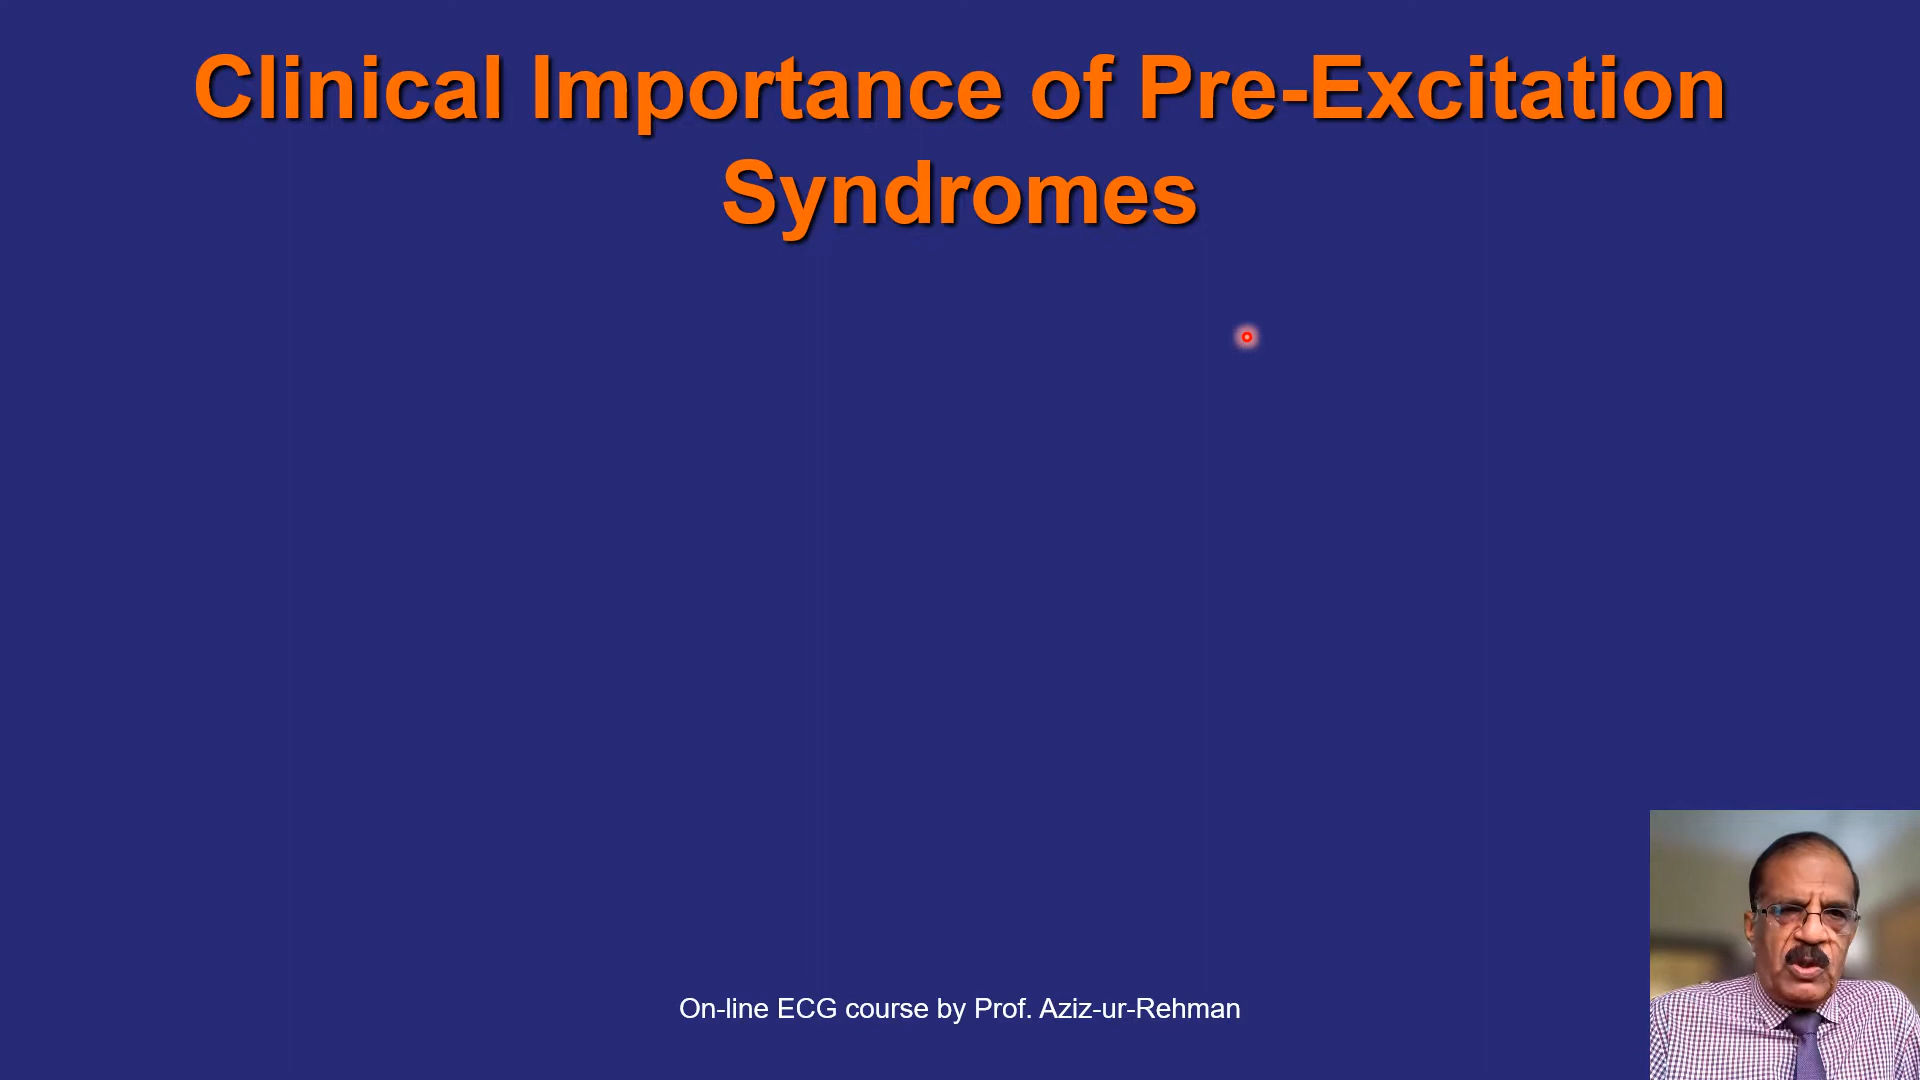 Clinical Importance of Pre-Excitation
Syndromes
On-line ECG course by Prof. Aziz-ur-Rehman